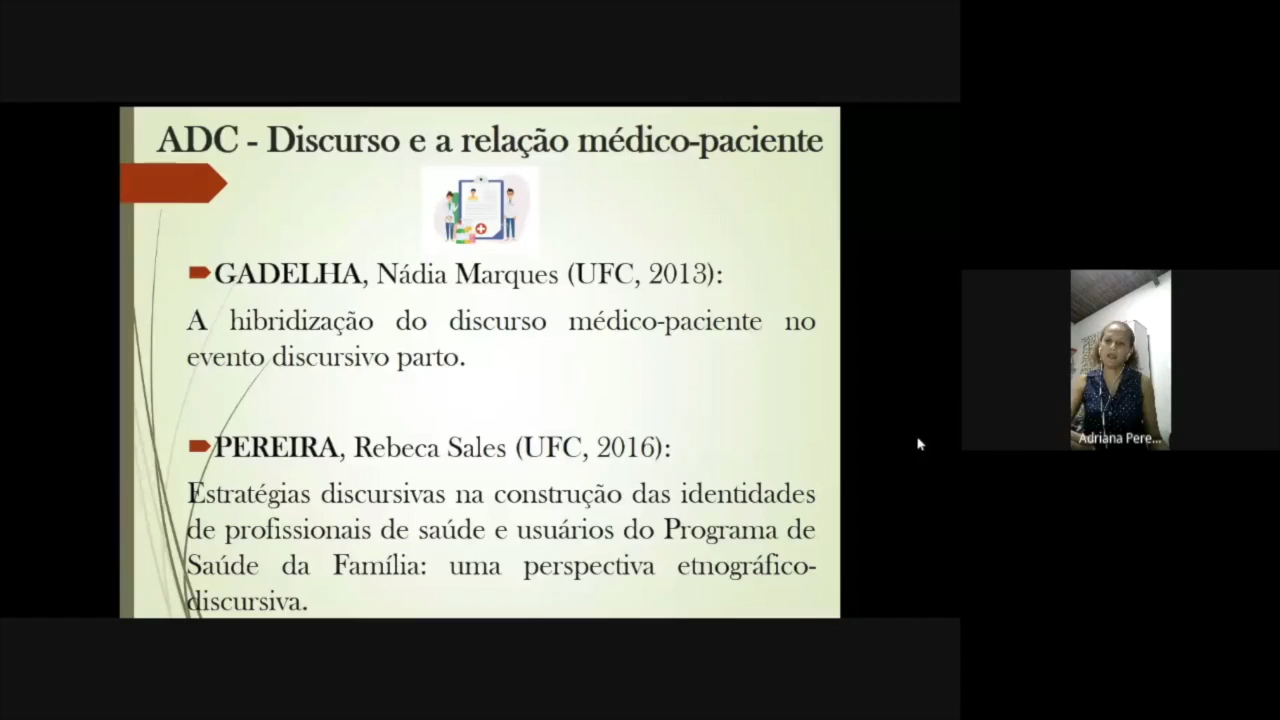 ADC - Discurso e a relação médico-paciente
GADELHA, Nádia Marques (UFC, 2013):
A hibridização do discurso médico-paciente no
evento discursivo parto.
PEREIRA, Rebeca Sales (UFC, 2016):
Estratégias discursivas na construção das identidades
de profissionais de saúde e usuários do Programa de
Saúde da Família: uma perspectiva etnográfico-
discursiva.
Adriana Pere...